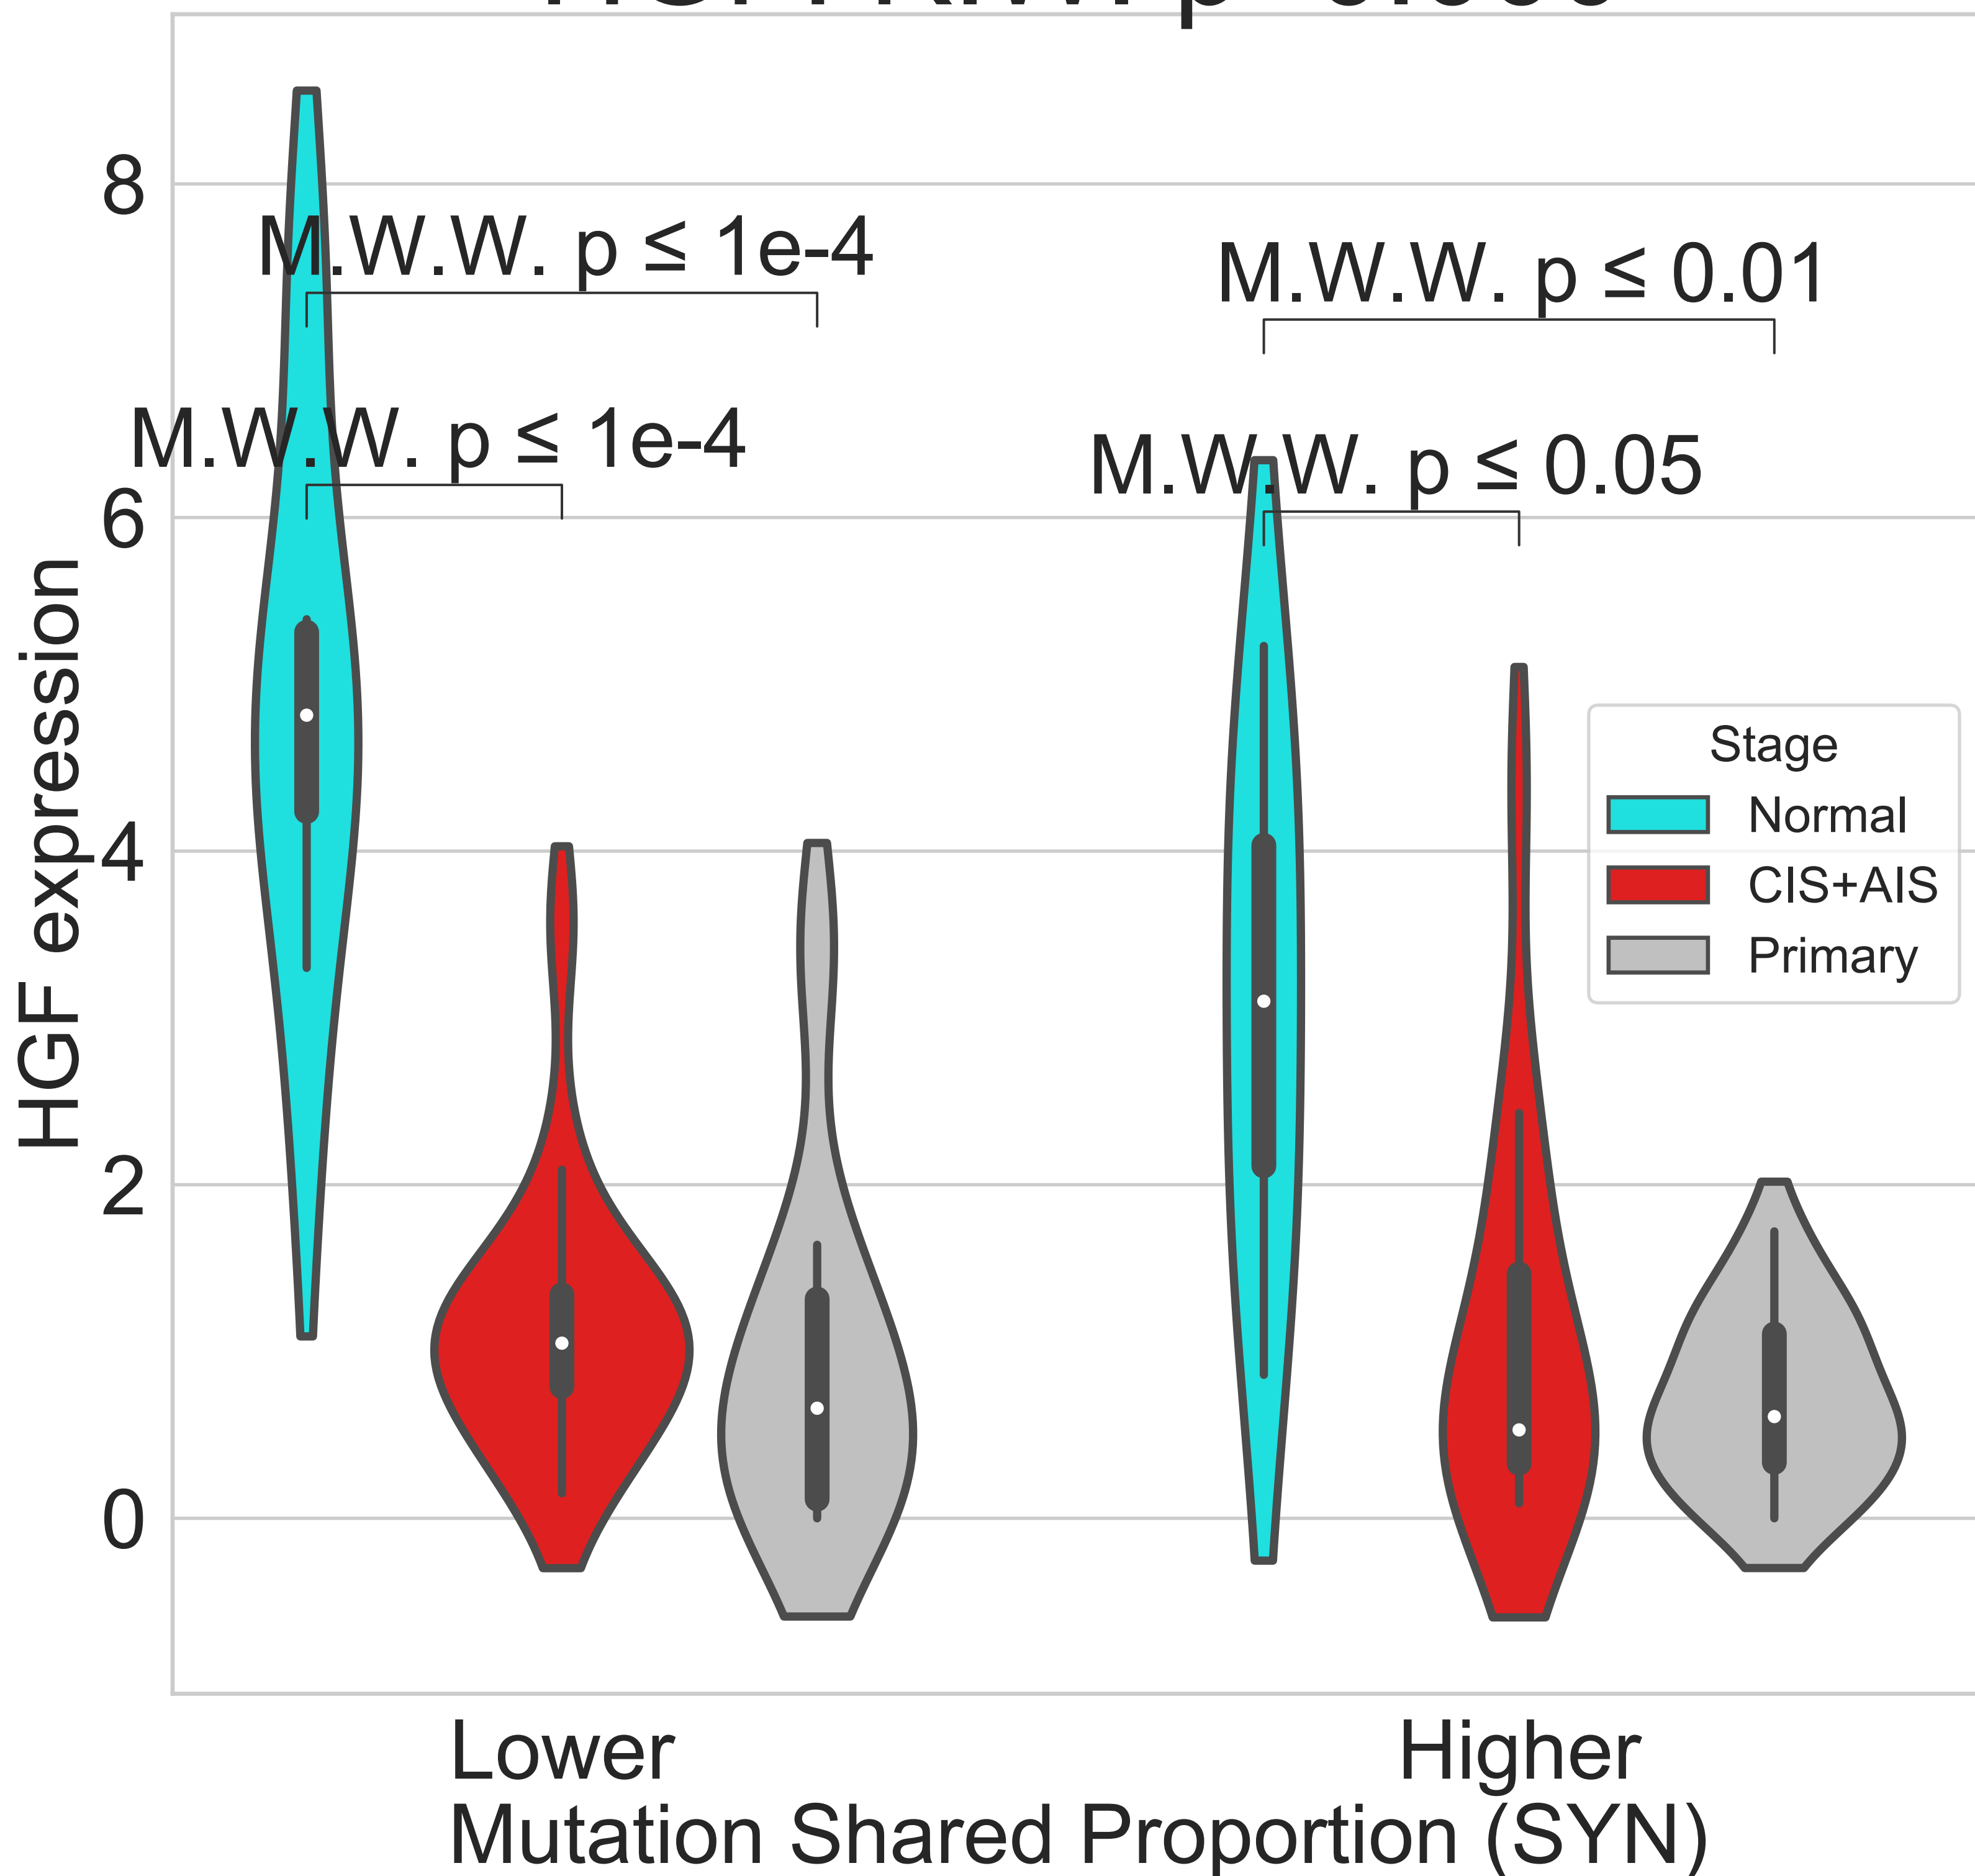 8
6
4
2
0
HGF expression
M.W.W. p ≤ 1e-4
M.W.W. p ≤ 1e-4
M.W.W. p ≤ 0.01
M.W.W. p ≤ 0.05
Stage
Normal
CIS+AIS
Primary
Lower
Higher
Mutation Shared Proportion (SYN)